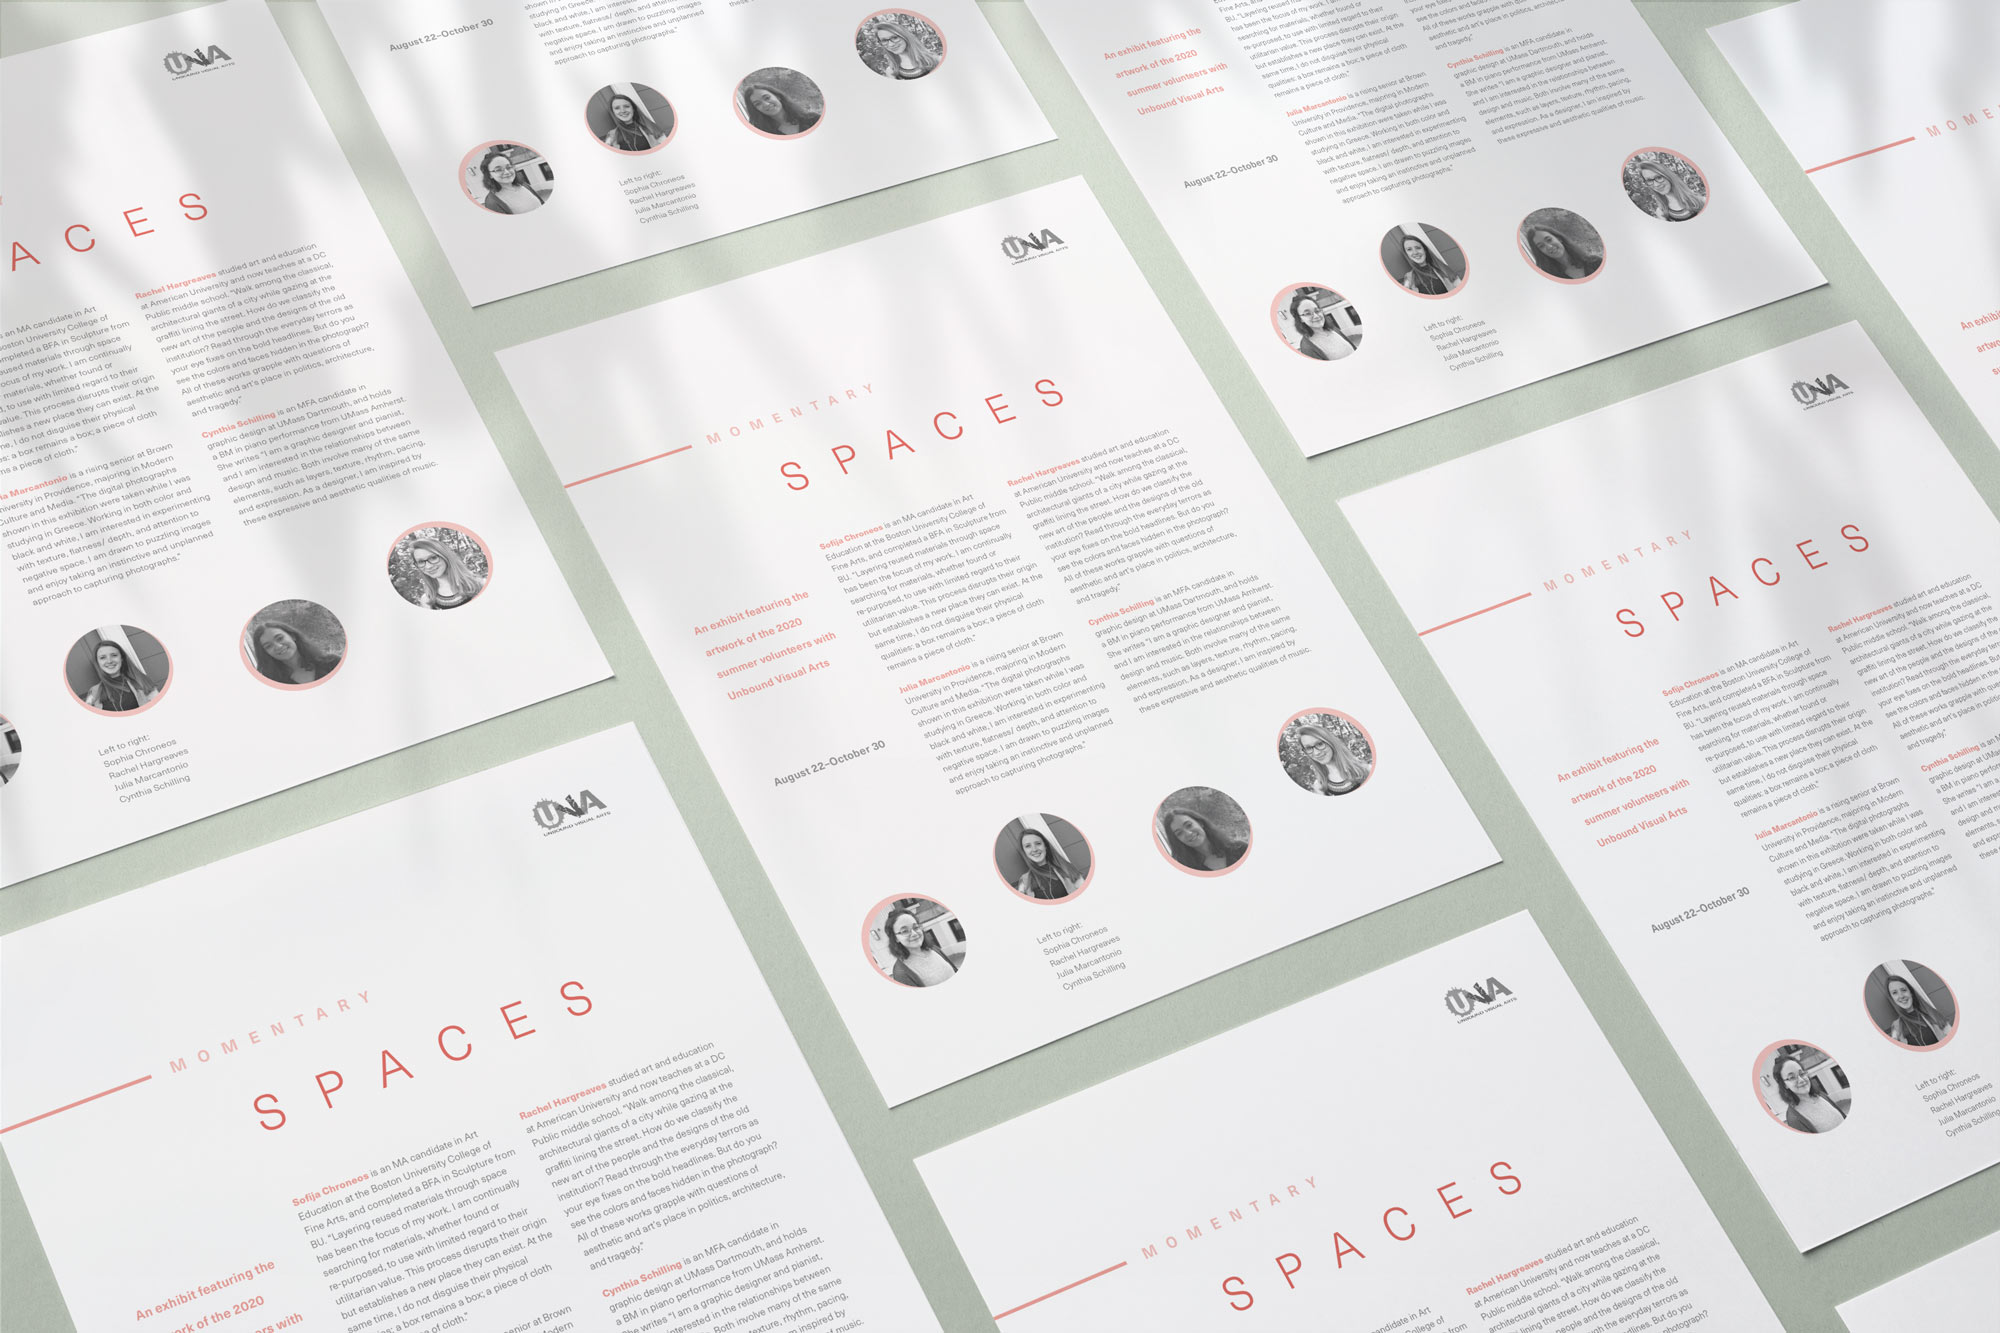 UVA
UNBOUND VISUAL ARTS
MOMENTARY
SPACES
An exhibit featuring the
artwork of the 2020
summer volunteers with
Unbound Visual Arts
August 22–October 30
Sofija Chroneos is an MA candidate in Art
Education at the Boston University College of
Fine Arts, and completed a BFA in Sculpture from
BU. “Layering reused materials through space
has been the focus of my work. I am continually
searching for materials, whether found or
re-purposed, to use with limited regard to their
utilitarian value. This process disrupts their origin
but establishes a new place they can exist. At the
same time, I do not disguise their physical
qualities: a box remains a box; a piece of cloth
remains a piece of cloth.”
Julia Marcantonio is a rising senior at Brown
University in Providence, majoring in Modern
Culture and Media. “The digital photographs
shown in this exhibition were taken while I was
studying in Greece. Working in both color and
black and white, I am interested in experimenting
with texture, flatness/ depth, and attention to
negative space. I am drawn to puzzling images
and enjoy taking an instinctive and unplanned
approach to capturing photographs.”
Rachel Hargreaves studied art and education
at American University and now teaches at a DC
Public middle school. “Walk among the classical,
architectural giants of a city while gazing at the
graffiti lining the street. How do we classify the
new art of the people and the designs of the old
institution? Read through the everyday terrors as
your eye fixes on the bold headlines. But do you
see the colors and faces hidden in the photograph?
All of these works grapple with questions of
aesthetic and art’s place in politics, architecture,
and tragedy.”
Cynthia Schilling is an MFA candidate in
graphic design at UMass Dartmouth, and holds
a BM in piano performance from UMass Amherst.
She writes “I am a graphic designer and pianist,
and I am interested in the relationships between
design and music. Both involve many of the same
elements, such as layers, texture, rhythm, pacing,
and expression. As a designer, I am inspired by
these expressive and aesthetic qualities of music.
Left to right:
Sophia Chroneos
Rachel Hargreaves
Julia Marcantonio
Cynthia Schilling